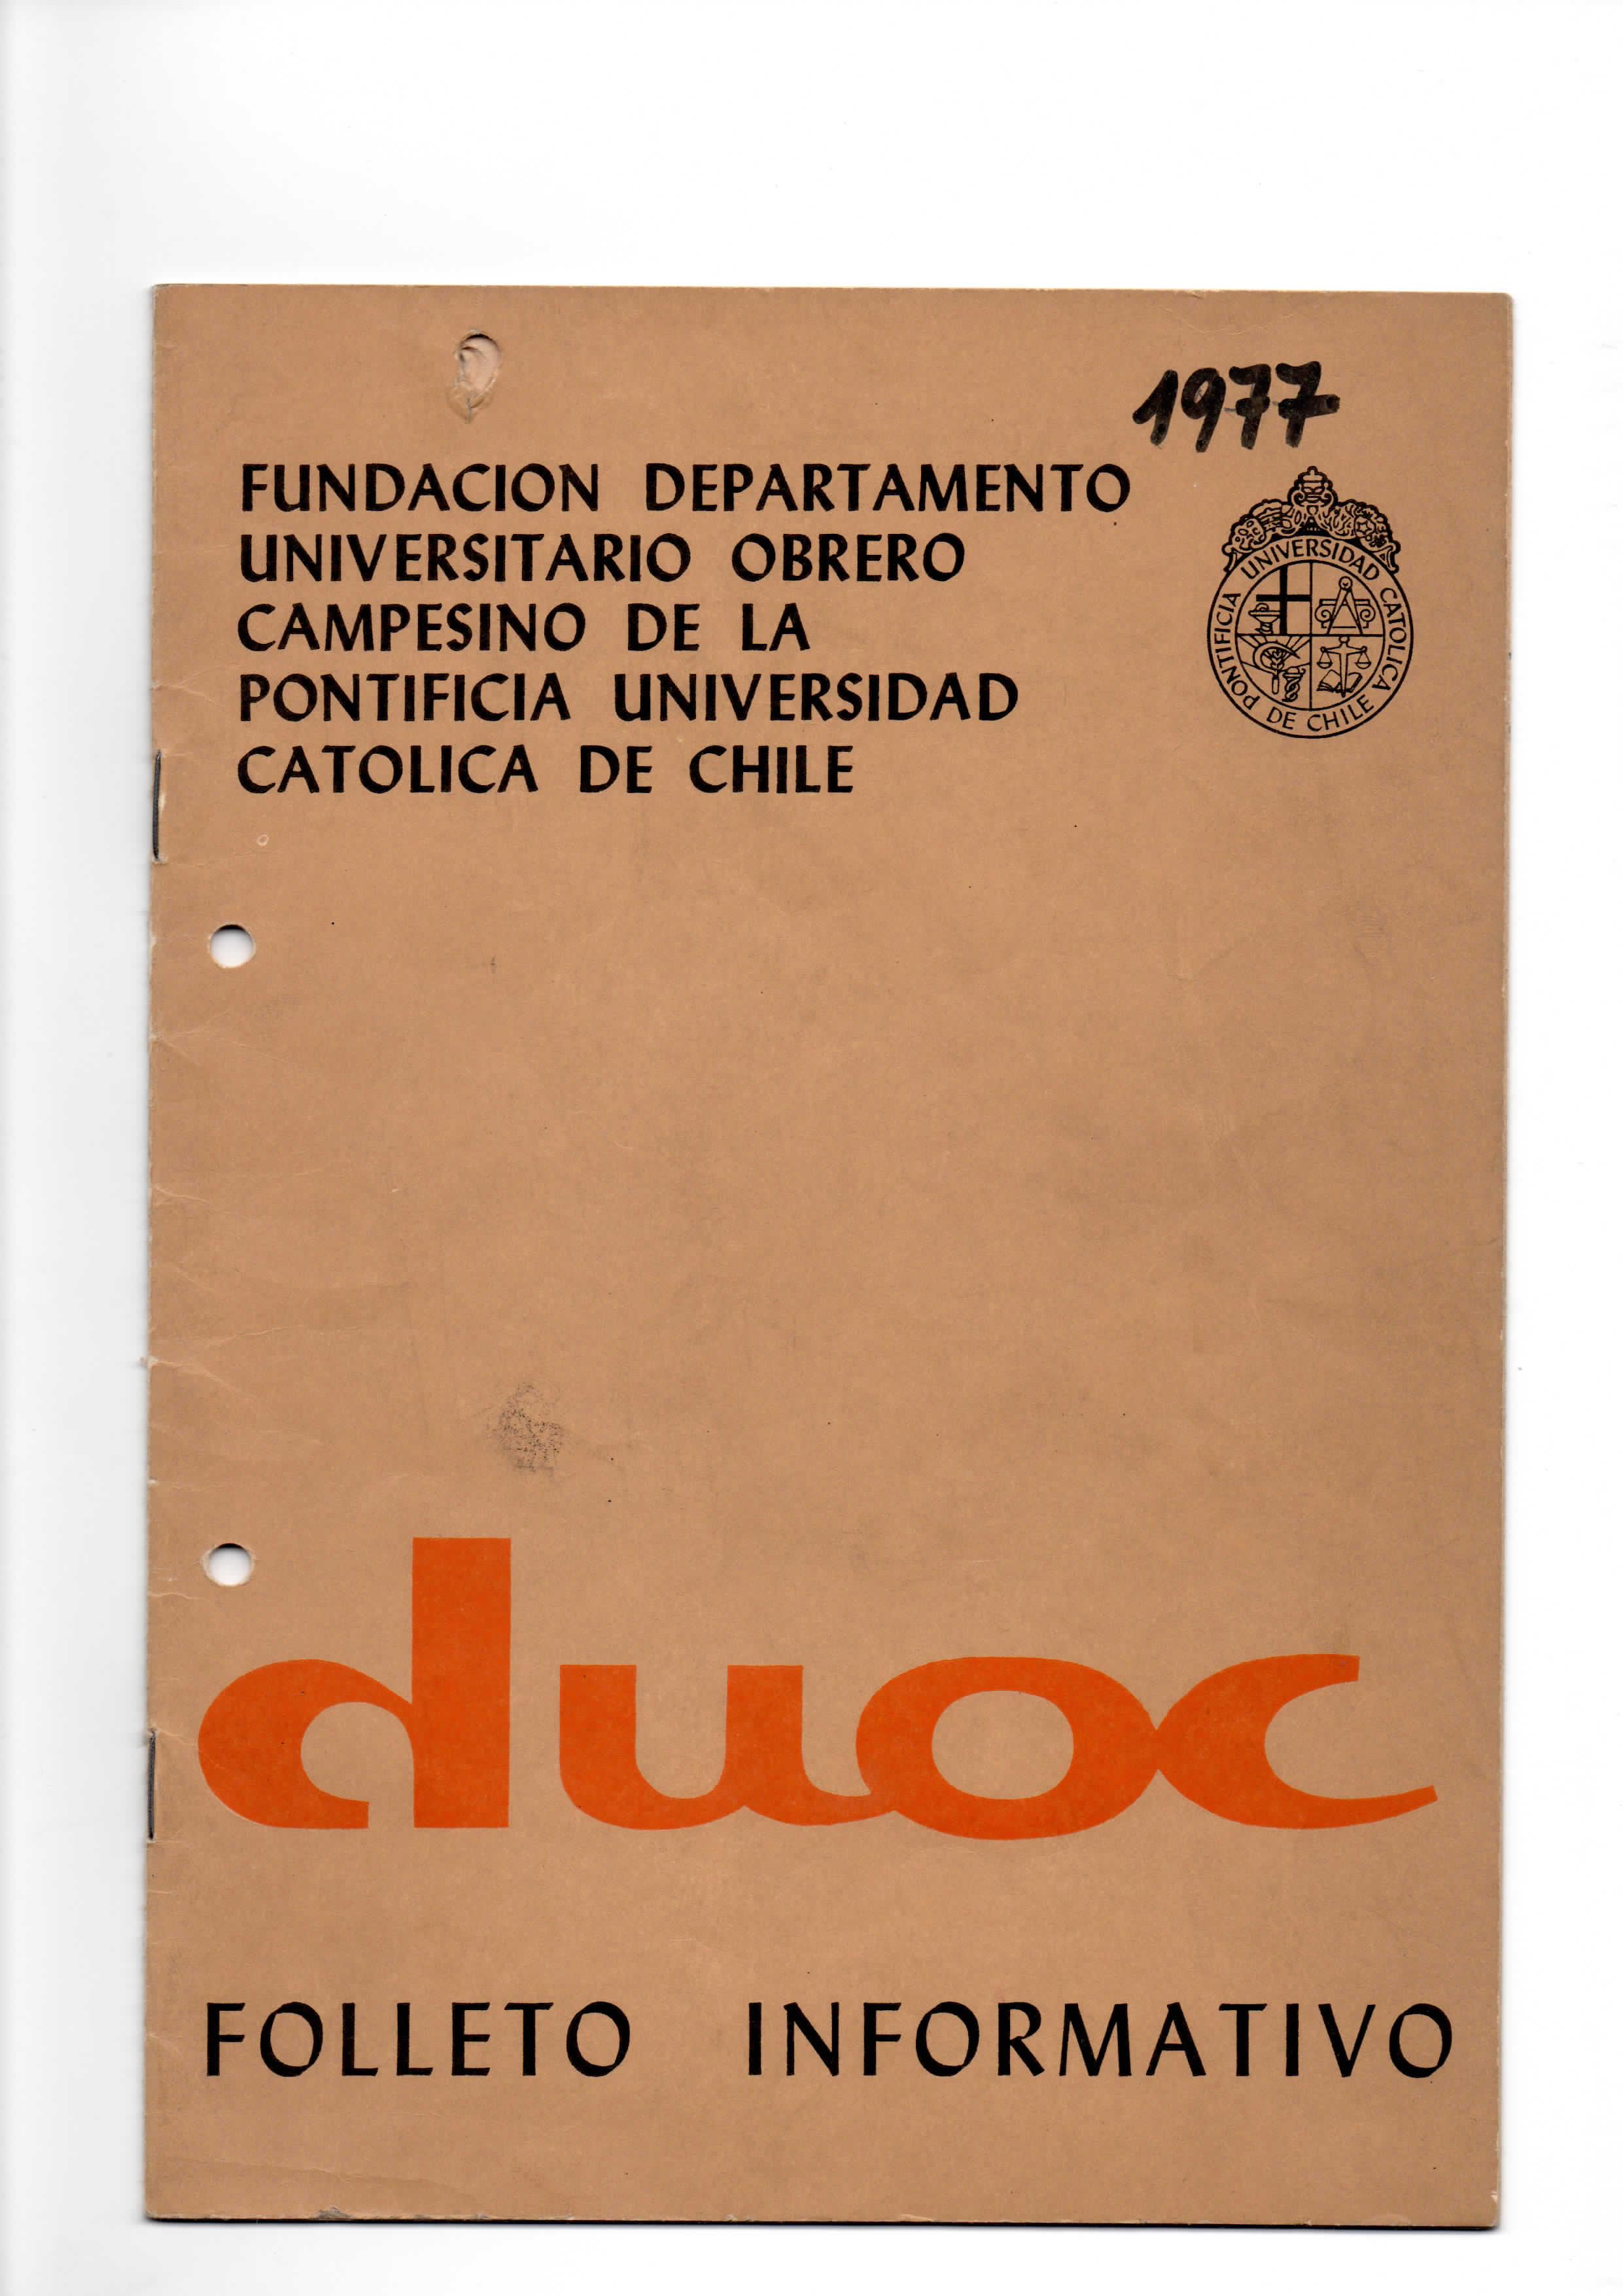 1977
FUNDACION DEPARTAMENTO
UNIVERSITARIO OBRERO
CAMPESINO DE LA
PONTIFICIA UNIVERSIDAD
CATOLICA DE CHILE
PONTIFICIA UNIVERSIDAD CATOLICA DE CHILE
duoc
FOLLETO INFORMATIVO